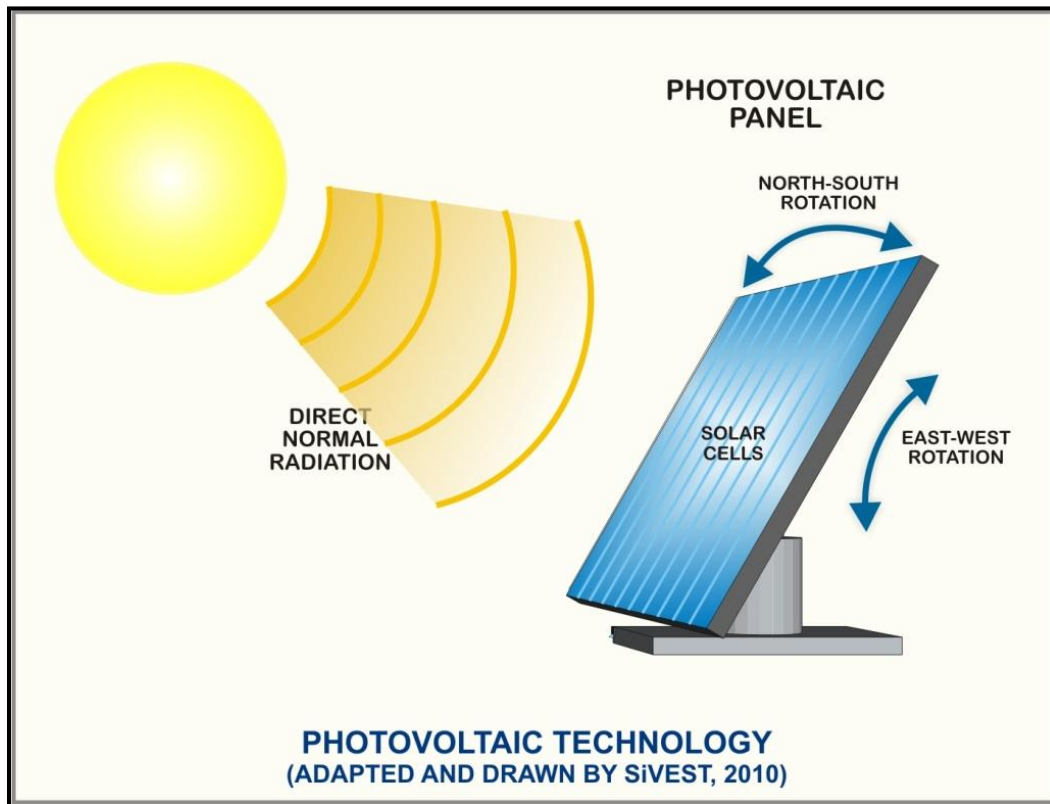 PHOTOVOLTAIC
PANEL
NORTH-SOUTH
ROTATION
DIRECT
NORMAL
RADIATION
SOLAR
CELLS
EAST-WEST
ROTATION
PHOTOVOLTAIC TECHNOLOGY
(ADAPTED AND DRAWN BY SiVEST, 2010)